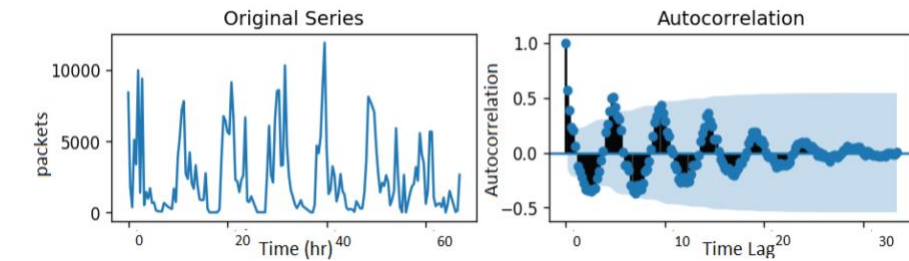 Original Series
packets
10000
5000
0
0 20 40 60
Time (hr)
Autocorrelation
Autocorrelation
1.0
0.5
0.0
−0.5
0 10 20 30
Time Lag